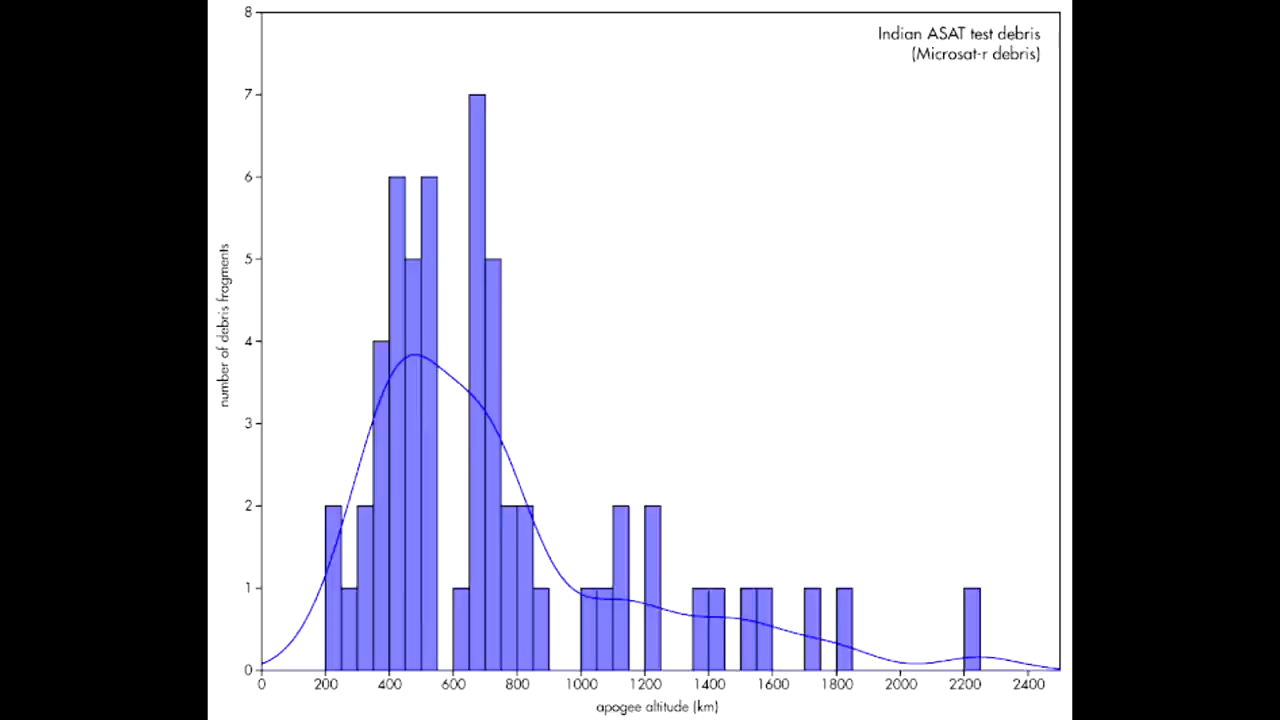 8
Indian ASAT test debris
(Microsat-r debris)
7
6
5
4
3
2
1
0
number of debris fragments
0 200 400 600 800 1000 1200 1400 1600 1800 2000 2200 2400
apogee altitude (km)